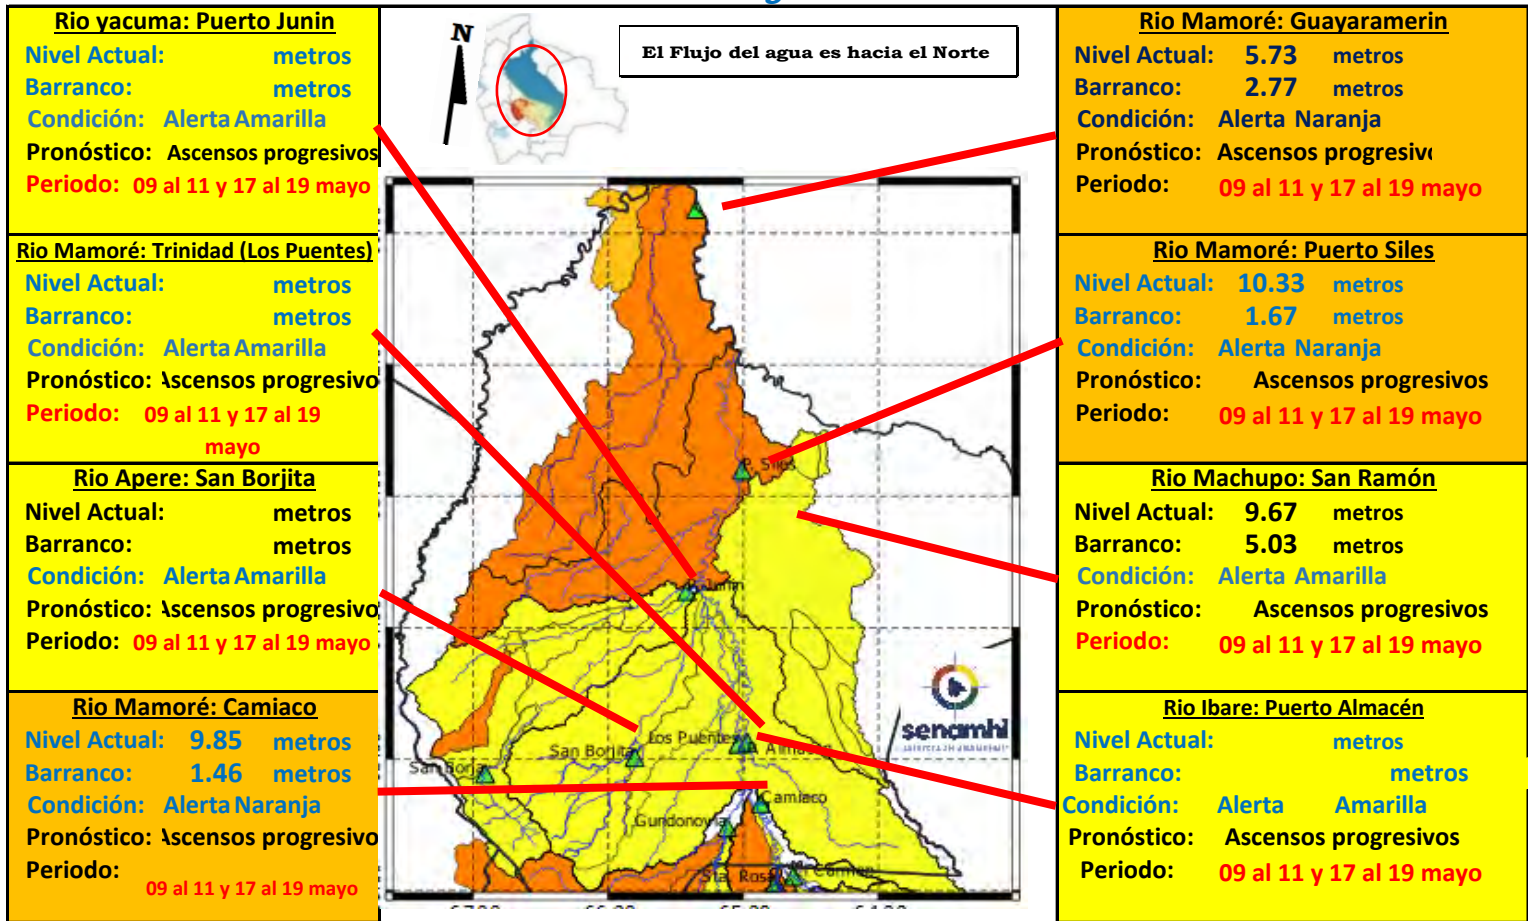 Rio yacuma: Puerto Junin
Nivel Actual: metros
Barranco: metros
Condición: Alerta Amarilla
Pronóstico: Ascensos progresivos
Periodo: 09 al 11 y 17 al 19 mayo
Rio Mamoré: Trinidad (Los Puentes)
Nivel Actual: metros
Barranco: metros
Condición: Alerta Amarilla
Pronóstico: Ascensos progresivo
Periodo: 09 al 11 y 17 al 19
mayo
Rio Apere: San Borjita
Nivel Actual: metros
Barranco: metros
Condición: Alerta Amarilla
Pronóstico: Ascensos progresivo
Periodo: 09 al 11 y 17 al 19 mayo
Rio Mamoré: Camiaco
Nivel Actual: 9.85 metros
Barranco: 1.46 metros
Condición: Alerta Naranja
Pronóstico: Ascensos progresivo
Periodo:
09 al 11 y 17 al 19 mayo
N
El Flujo del agua es hacia el Norte
P. Siles
P. Junin
Los Puentes
P. Almacén
San Borjita
San Borja
Camiaco
Gundonovia
Sta. Rosa
senamhi
Rio Mamoré: Guayaramerin
Nivel Actual: 5.73 metros
Barranco: 2.77 metros
Condición: Alerta Naranja
Pronóstico: Ascensos progresiv
Periodo: 09 al 11 y 17 al 19 mayo
Rio Mamoré: Puerto Siles
Nivel Actual: 10.33 metros
Barranco: 1.67 metros
Condición: Alerta Naranja
Pronóstico: Ascensos progresivos
Periodo: 09 al 11 y 17 al 19 mayo
Rio Machupo: San Ramón
Nivel Actual: 9.67 metros
Barranco: 5.03 metros
Condición: Alerta Amarilla
Pronóstico: Ascensos progresivos
Periodo: 09 al 11 y 17 al 19 mayo
Rio Ibare: Puerto Almacén
Nivel Actual: metros
Barranco: metros
Condición: Alerta Amarilla
Pronóstico: Ascensos progresivos
Periodo: 09 al 11 y 17 al 19 mayo